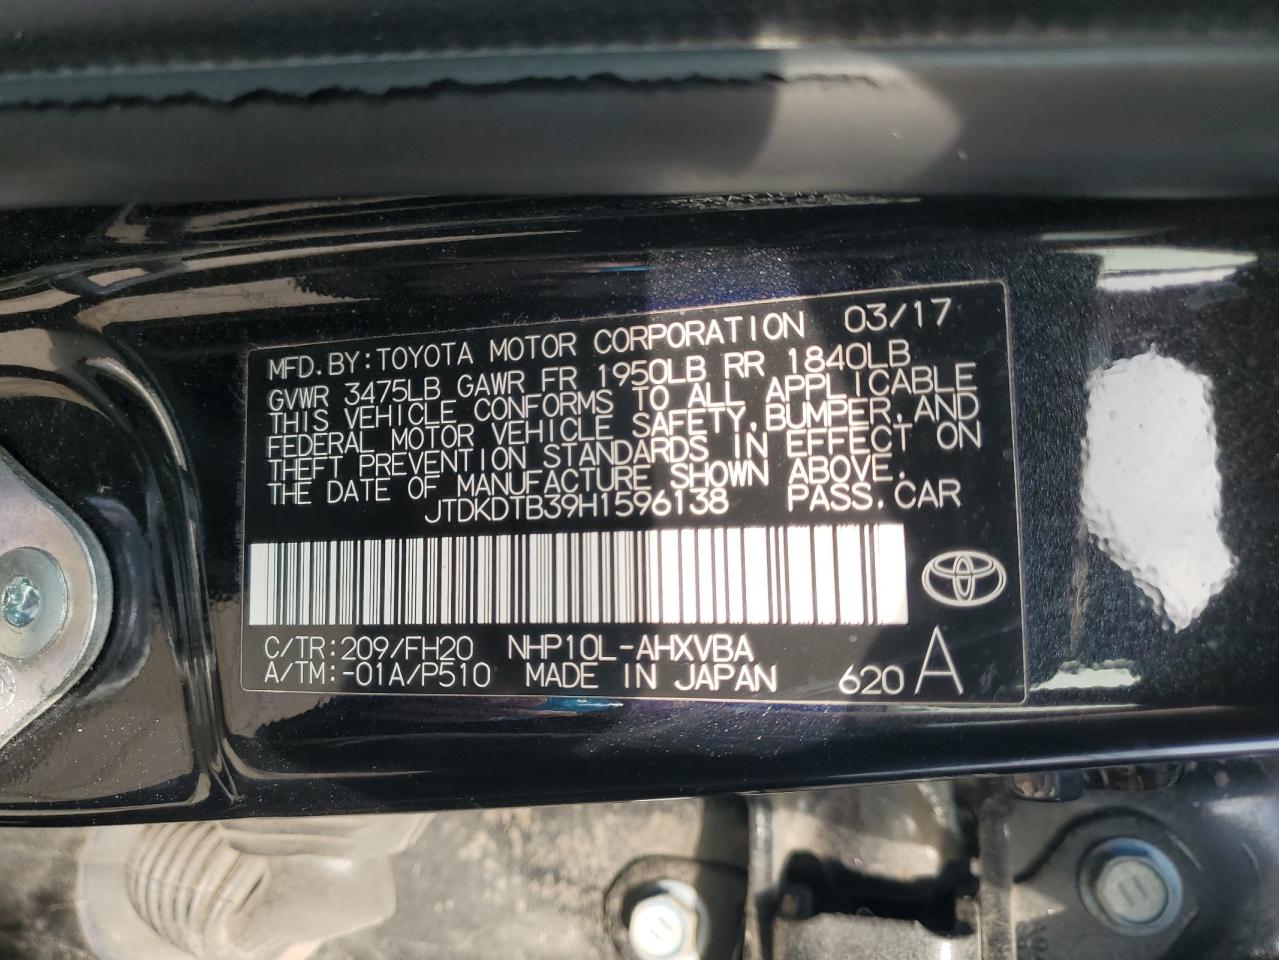 MFD.BY:TOYOTA MOTOR CORPORATION 03/17
GVWR 3475LB GAWR FR 1950LB RR 1840LB
THIS VEHICLE CONFORMS TO ALL APPLICABLE
FEDERAL MOTOR VEHICLE SAFETY,BUMPER,AND
THEFT PREVENTION STANDARDS IN EFFECT ON
THE DATE OF MANUFACTURE SHOWN ABOVE.
JTDKDTB39H1596138 PASS.CAR
C/TR:209/FH20 NHP10L-AHXVBA
A/TM:-01A/P510 MADE IN JAPAN 620 A